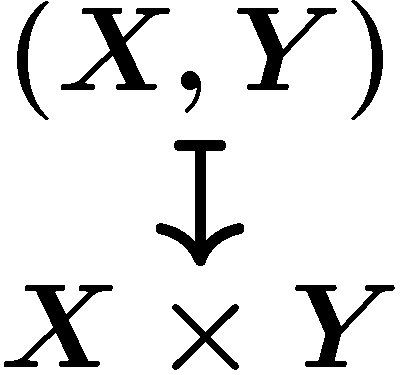 (X, Y)
↧
X × Y